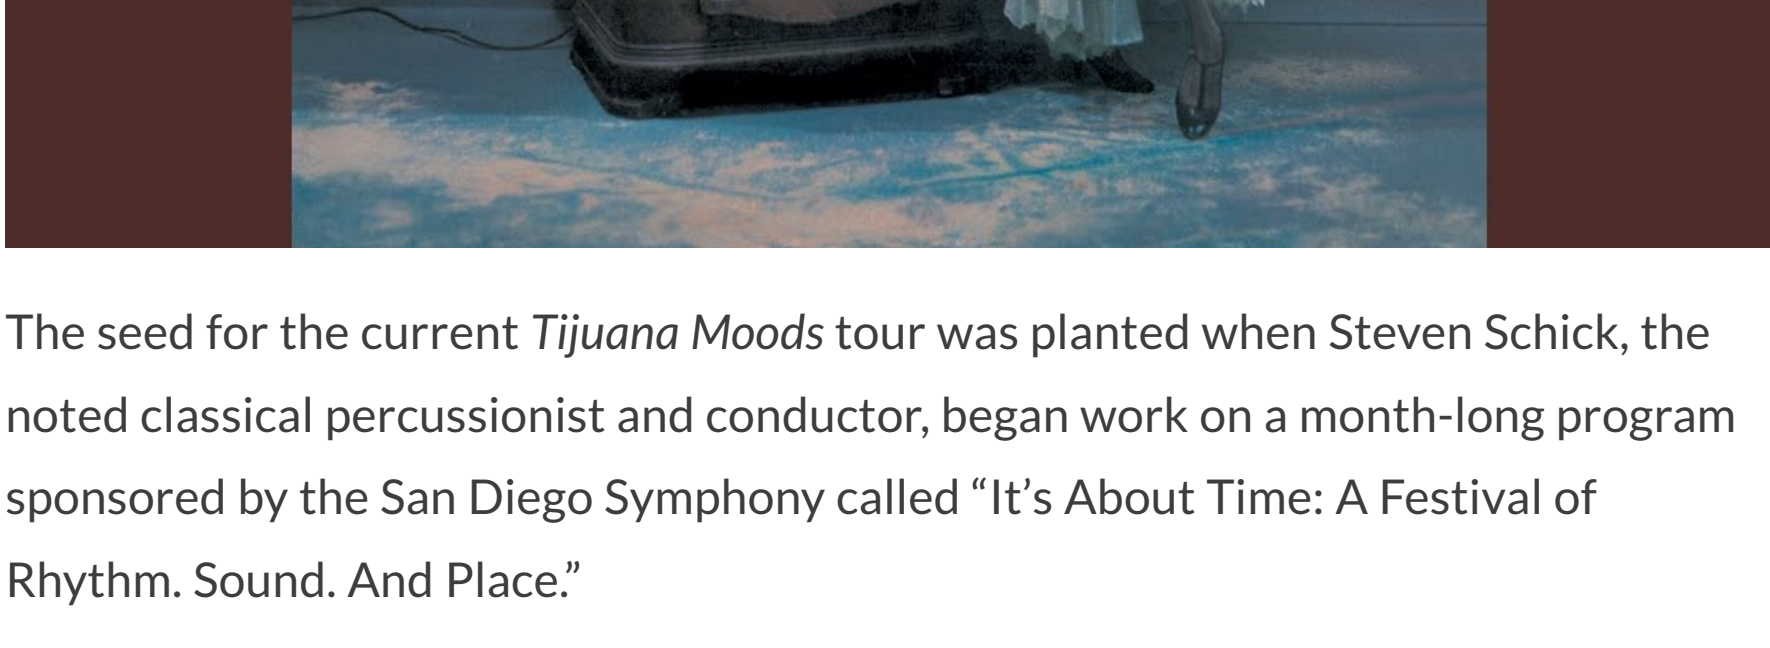 The seed for the current Tijuana Moods tour was planted when Steven Schick, the
noted classical percussionist and conductor, began work on a month-long program
sponsored by the San Diego Symphony called “It’s About Time: A Festival of
Rhythm. Sound. And Place.”